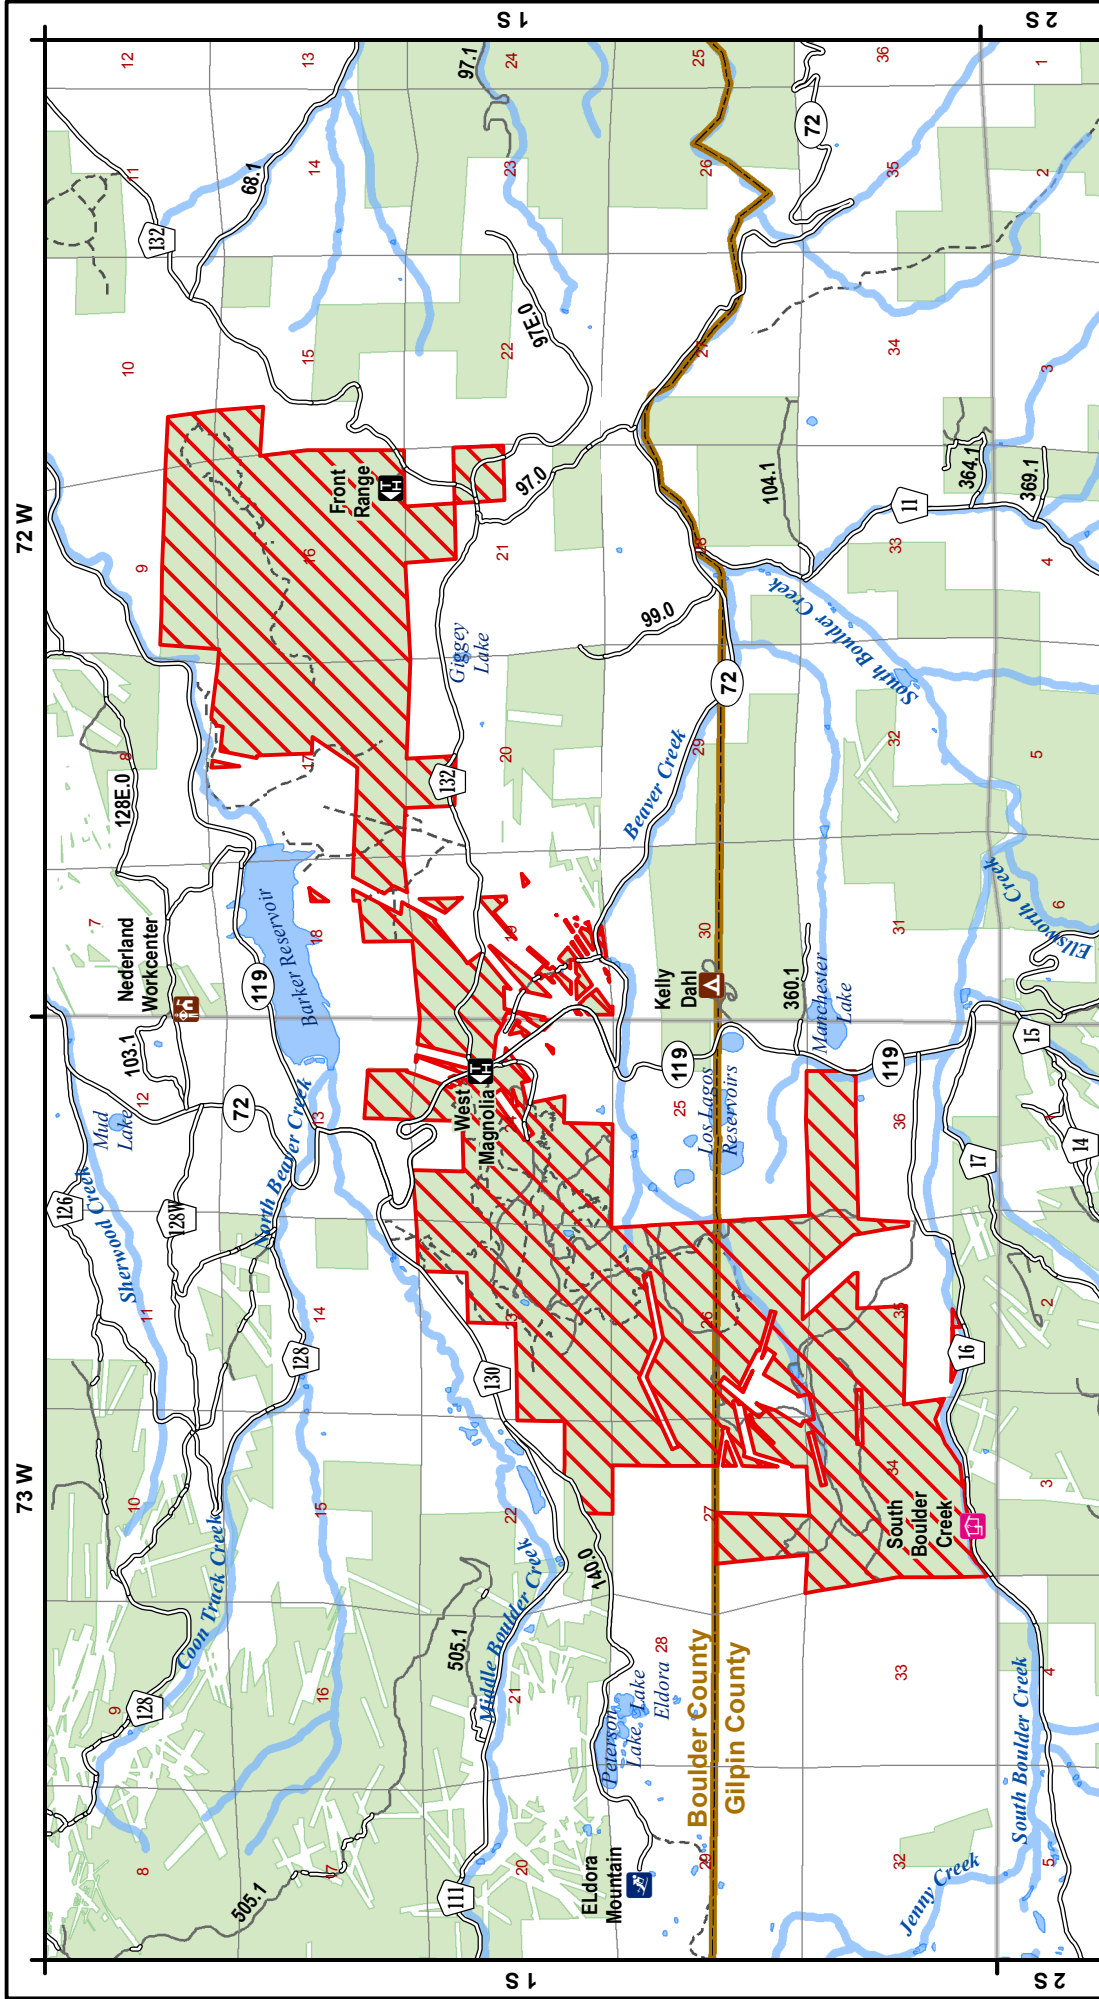 73 W
72 W
1 S
1 S
2 S
2 S
8
9
10
11
12
7
8
9
10
11
12
17
16
15
14
13
18
17
16
15
14
13
20
21
22
23
24
19
20
21
22
23
24
29
28
27
26
25
30
29
28
27
26
25
32
33
34
35
36
31
32
33
34
35
36
5
4
3
2
1
6
5
4
3
2
1
505.1
128
Coon Track Creek
Sherwood Creek
126
Mud
Lake
128W
103.1
Nederland
Workcenter
128E.0
72
119
North Beaver Creek
128
Barker Reservoir
132
68.1
97.1
111
505.1
Middle Boulder Creek
130
140.0
West
Magnolia
132
Giggey
Lake
Front
Range
97E.0
97.0
99.0
ELdora
Mountain
Peterson
Lake
Lake
Eldora
Boulder County
Gilpin County
Los Lagos
Reservoirs
119
Kelly
Dahl
Beaver Creek
72
72
South Boulder Creek
104.1
11
364.1
369.1
360.1
Manchester
Lake
119
Ellsworth Creek
15
14
17
16
South
Boulder
Creek
South Boulder Creek
Jenny Creek